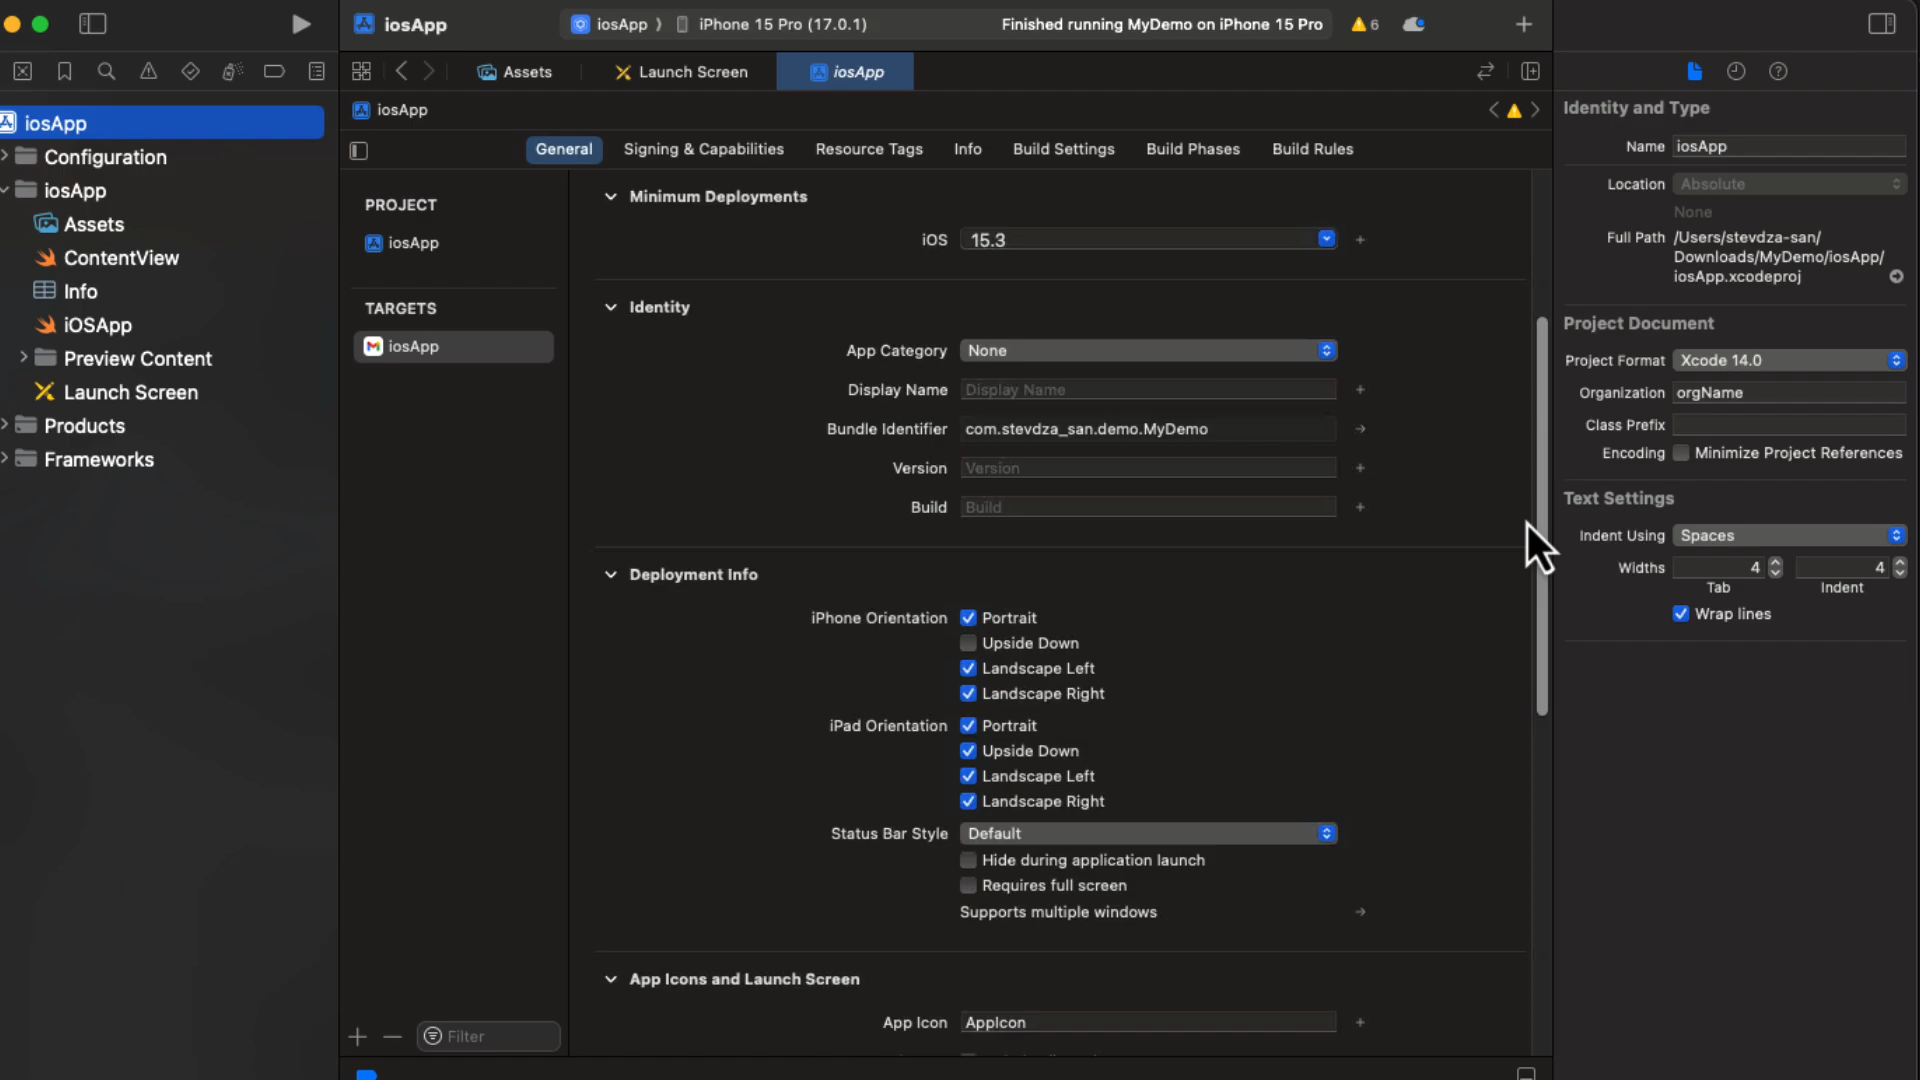 iosApp
iosApp
iPhone 15 Pro (17.0.1)
Finished running MyDemo on iPhone 15 Pro
6
Assets
Launch Screen
iosApp
iosApp
General
Signing & Capabilities
Resource Tags
Info
Build Settings
Build Phases
Build Rules
iosApp
Configuration
iosApp
Assets
ContentView
Info
iOSApp
Preview Content
Launch Screen
Products
Frameworks
PROJECT
iosApp
TARGETS
iosApp
Filter
Minimum Deployments
iOS 15.3
Identity
App Category None
Display Name Display Name
Bundle Identifier com.stevdza_san.demo.MyDemo
Version Version
Build Build
Deployment Info
iPhone Orientation Portrait
Upside Down
Landscape Left
Landscape Right
iPad Orientation Portrait
Upside Down
Landscape Left
Landscape Right
Status Bar Style Default
Hide during application launch
Requires full screen
Supports multiple windows
App Icons and Launch Screen
App Icon AppIcon
Identity and Type
Name iosApp
Location Absolute
None
Full Path /Users/stevdza-san/
Downloads/MyDemo/iosApp/
iosApp.xcodeproj
Project Document
Project Format Xcode 14.0
Organization orgName
Class Prefix
Encoding Minimize Project References
Text Settings
Indent Using Spaces
Widths 4 4
Tab Indent
Wrap lines